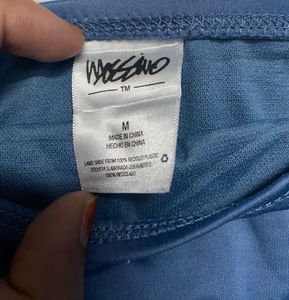 Mossimo
TM
M
MADE IN CHINA
HECHO EN CHINA
LABEL MADE FROM 100% RECYCLED PLASTIC
ETIQUETA ELABORADA CON PLASTICO
100% RECICLADO